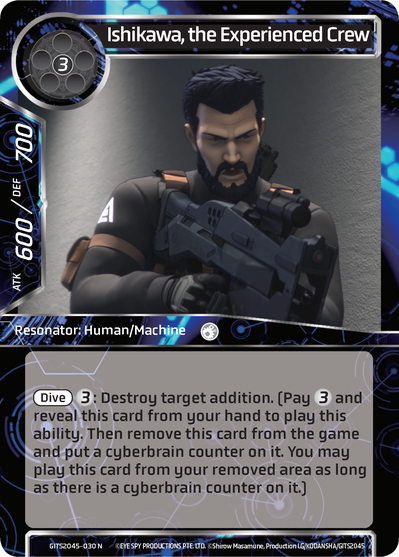 Ishikawa, the Experienced Crew
3
ATK 600 / DEF 700
Resonator: Human/Machine
Dive 3: Destroy target addition. (Pay 3 and
reveal this card from your hand to play this
ability. Then remove this card from the game
and put a cyberbrain counter on it. You may
play this card from your removed area as long
as there is a cyberbrain counter on it.)
GITS2045-030 N ©EYE SPY PRODUCTIONS PTE. LTD. ©Shirow Masamune, Production I.G/KODANSHA/GITS2045